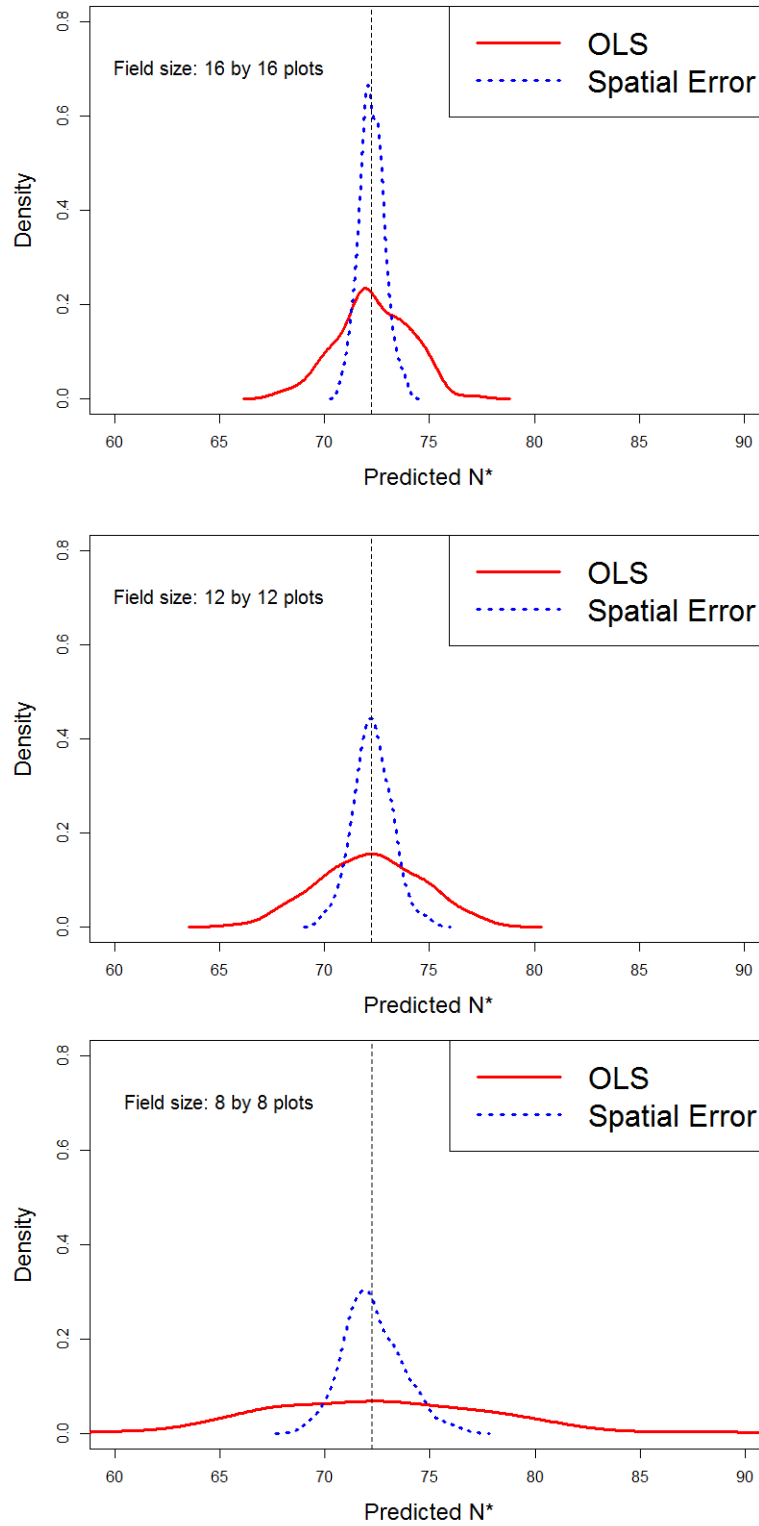 OLS
Spatial Error
Field size: 16 by 16 plots
Density
0.0 0.2 0.4 0.6 0.8
60 65 70 75 80 85 90
Predicted N*
OLS
Spatial Error
Field size: 12 by 12 plots
Density
0.0 0.2 0.4 0.6 0.8
60 65 70 75 80 85 90
Predicted N*
OLS
Spatial Error
Field size: 8 by 8 plots
Density
0.0 0.2 0.4 0.6 0.8
60 65 70 75 80 85 90
Predicted N*